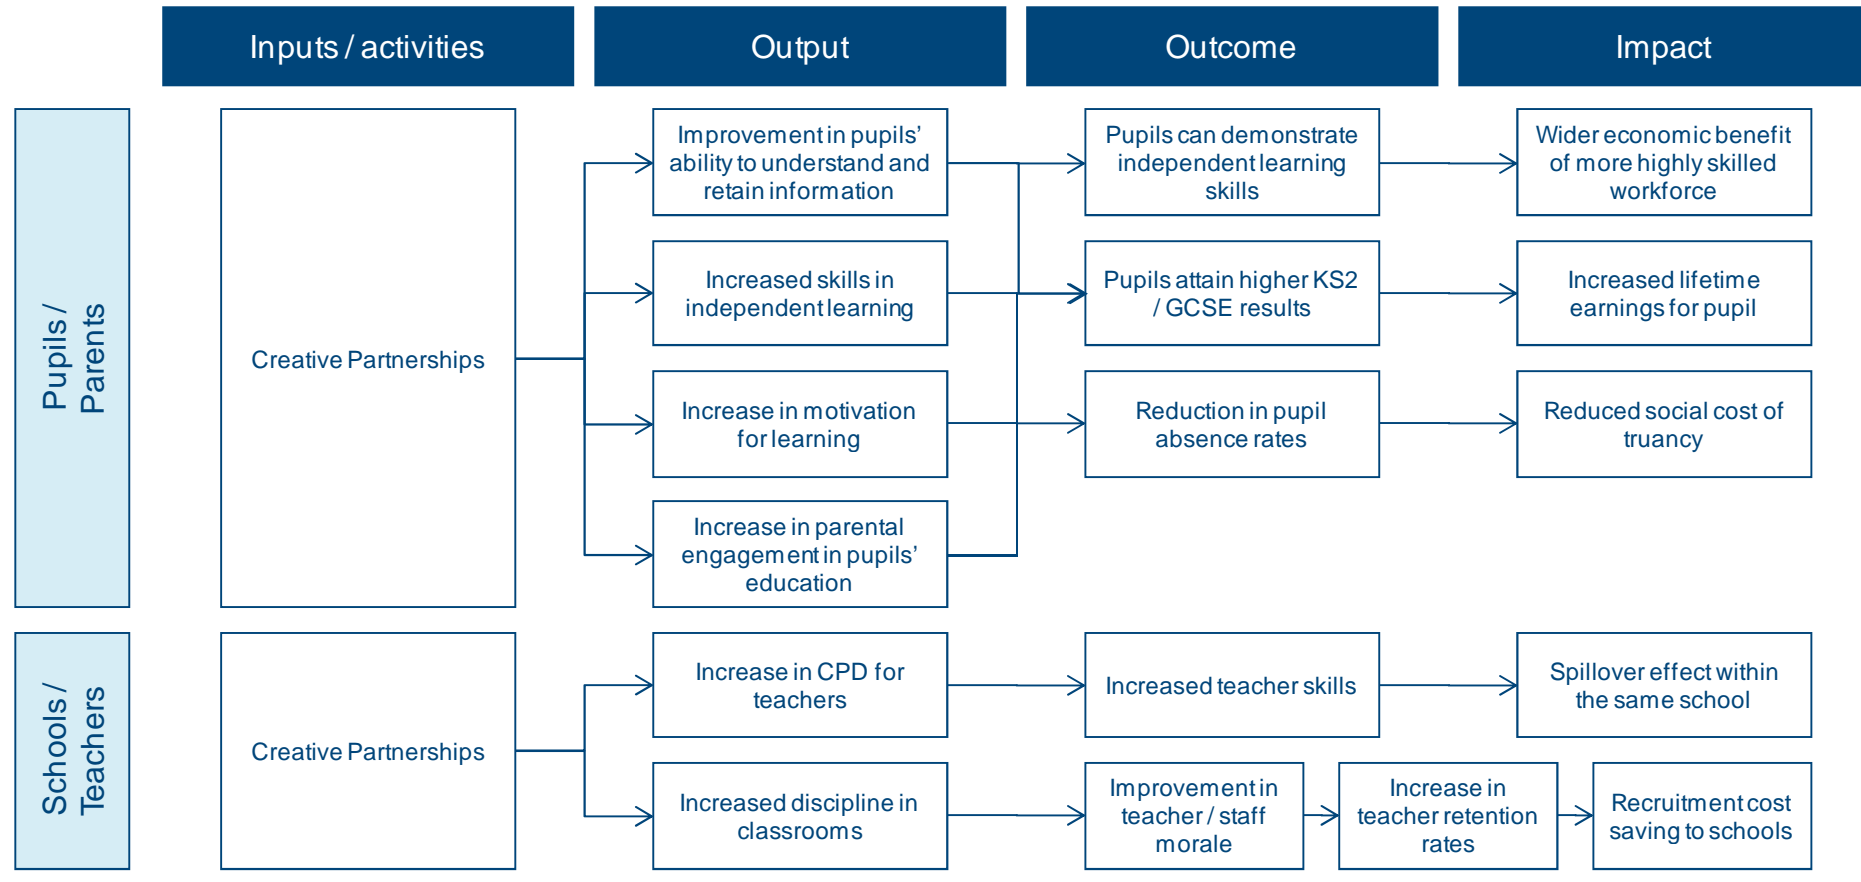 Inputs / activities
Output
Outcome
Impact
Pupils /
Parents
Creative Partnerships
Improvement in pupils’
ability to understand and
retain information
Pupils can demonstrate
independent learning
skills
Wider economic benefit
of more highly skilled
workforce
Increased skills in
independent learning
Pupils attain higher KS2
/ GCSE results
Increased lifetime
earnings for pupil
Increase in motivation
for learning
Reduction in pupil
absence rates
Reduced social cost of
truancy
Increase in parental
engagement in pupils’
education
Schools /
Teachers
Creative Partnerships
Increase in CPD for
teachers
Increased teacher skills
Spillover effect within
the same school
Increased discipline in
classrooms
Improvement in
teacher / staff
morale
Increase in
teacher retention
rates
Recruitment cost
saving to schools